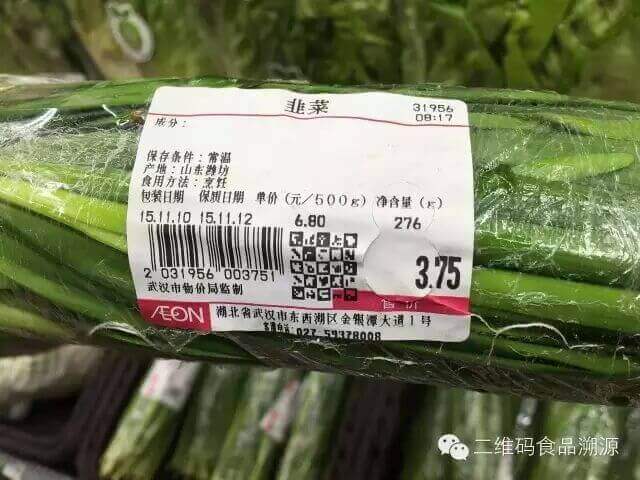 韭菜
31956
08:17
成分:
保存条件:常温
产地:山东潍坊
食用方法:烹饪
包装日期 保质日期 单价(元/500g) 净含量(g)
15.11.10 15.11.12 6.80 276
2 031956 003751
3.75
武汉市物价局监制
售价
ÆON
湖北省武汉市东西湖区金银潭大道1号
027-59378008
二维码食品溯源